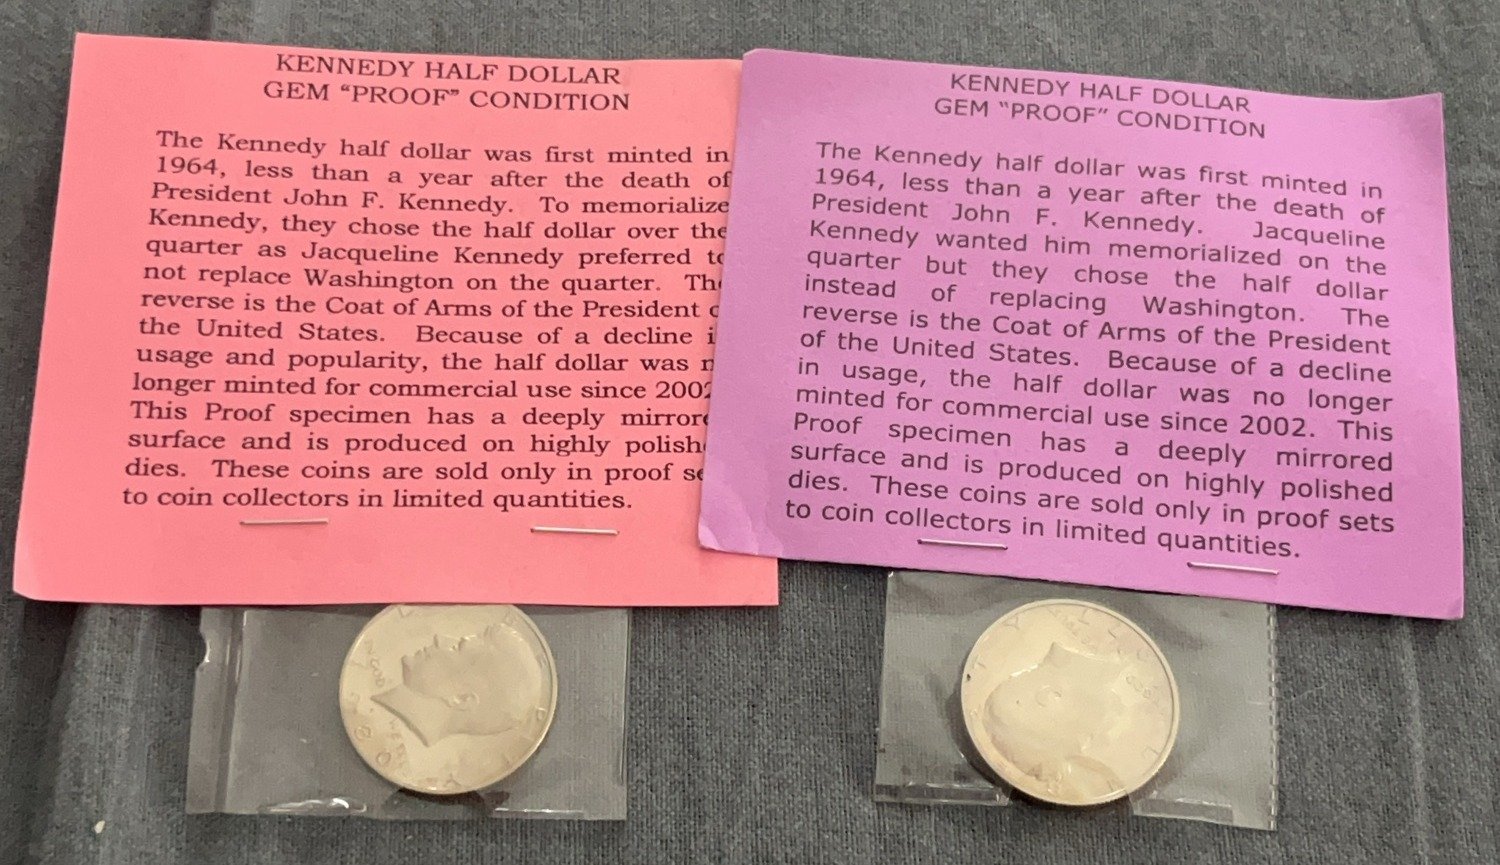 KENNEDY HALF DOLLAR
GEM “PROOF” CONDITION
The Kennedy half dollar was first minted in
1964, less than a year after the death of
President John F. Kennedy. To memorialize
Kennedy, they chose the half dollar over the
quarter as Jacqueline Kennedy preferred to
not replace Washington on the quarter. The
reverse is the Coat of Arms of the President
the United States. Because of a decline
usage and popularity, the half dollar was
longer minted for commercial use since 2002
This Proof specimen has a deeply
surface and is produced on highly
dies. These coins are sold only in proof
to coin collectors in limited quantities.
KENNEDY HALF DOLLAR
GEM “PROOF” CONDITION
The Kennedy half dollar was first minted in
1964, less than a year after the death of
President John F. Kennedy. Jacqueline
Kennedy wanted him memorialized on the
quarter but they chose the half dollar
instead of replacing Washington. The
reverse is the Coat of Arms of the President
of the United States. Because of a decline
in usage, the half dollar was no longer
minted for commercial use since 2002. This
Proof specimen has a deeply mirrored
surface and is produced on highly polished
dies. These coins are sold only in proof sets
to coin collectors in limited quantities.